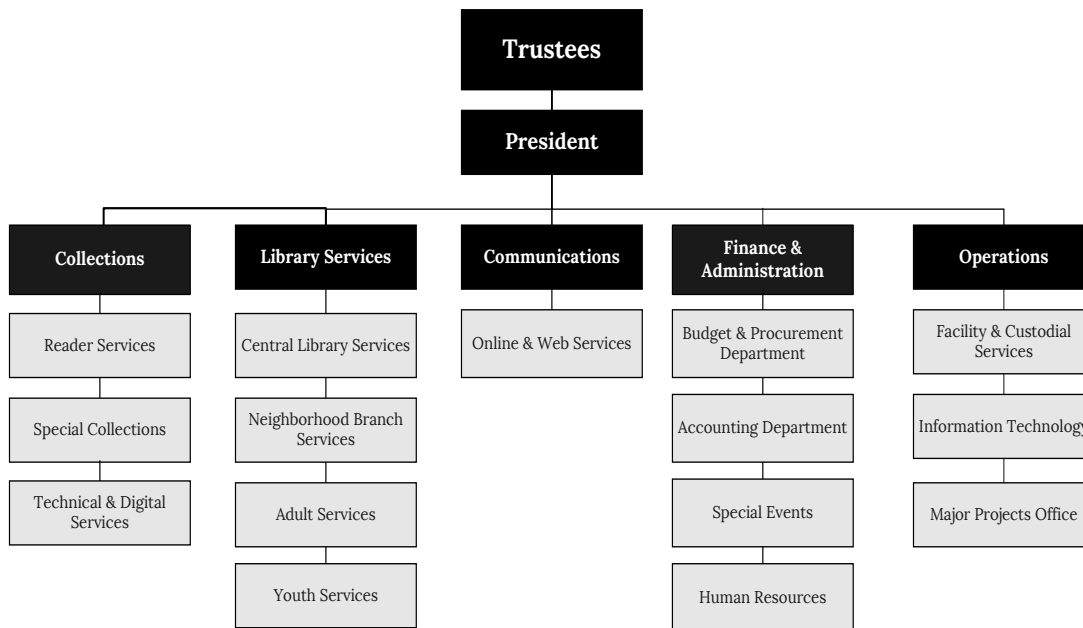 Trustees
President
Collections
Library Services
Communications
Finance &
Administration
Operations
Reader Services
Special Collections
Technical & Digital
Services
Central Library Services
Neighborhood Branch
Services
Adult Services
Youth Services
Online & Web Services
Budget & Procurement
Department
Accounting Department
Special Events
Human Resources
Facility & Custodial
Services
Information Technology
Major Projects Office